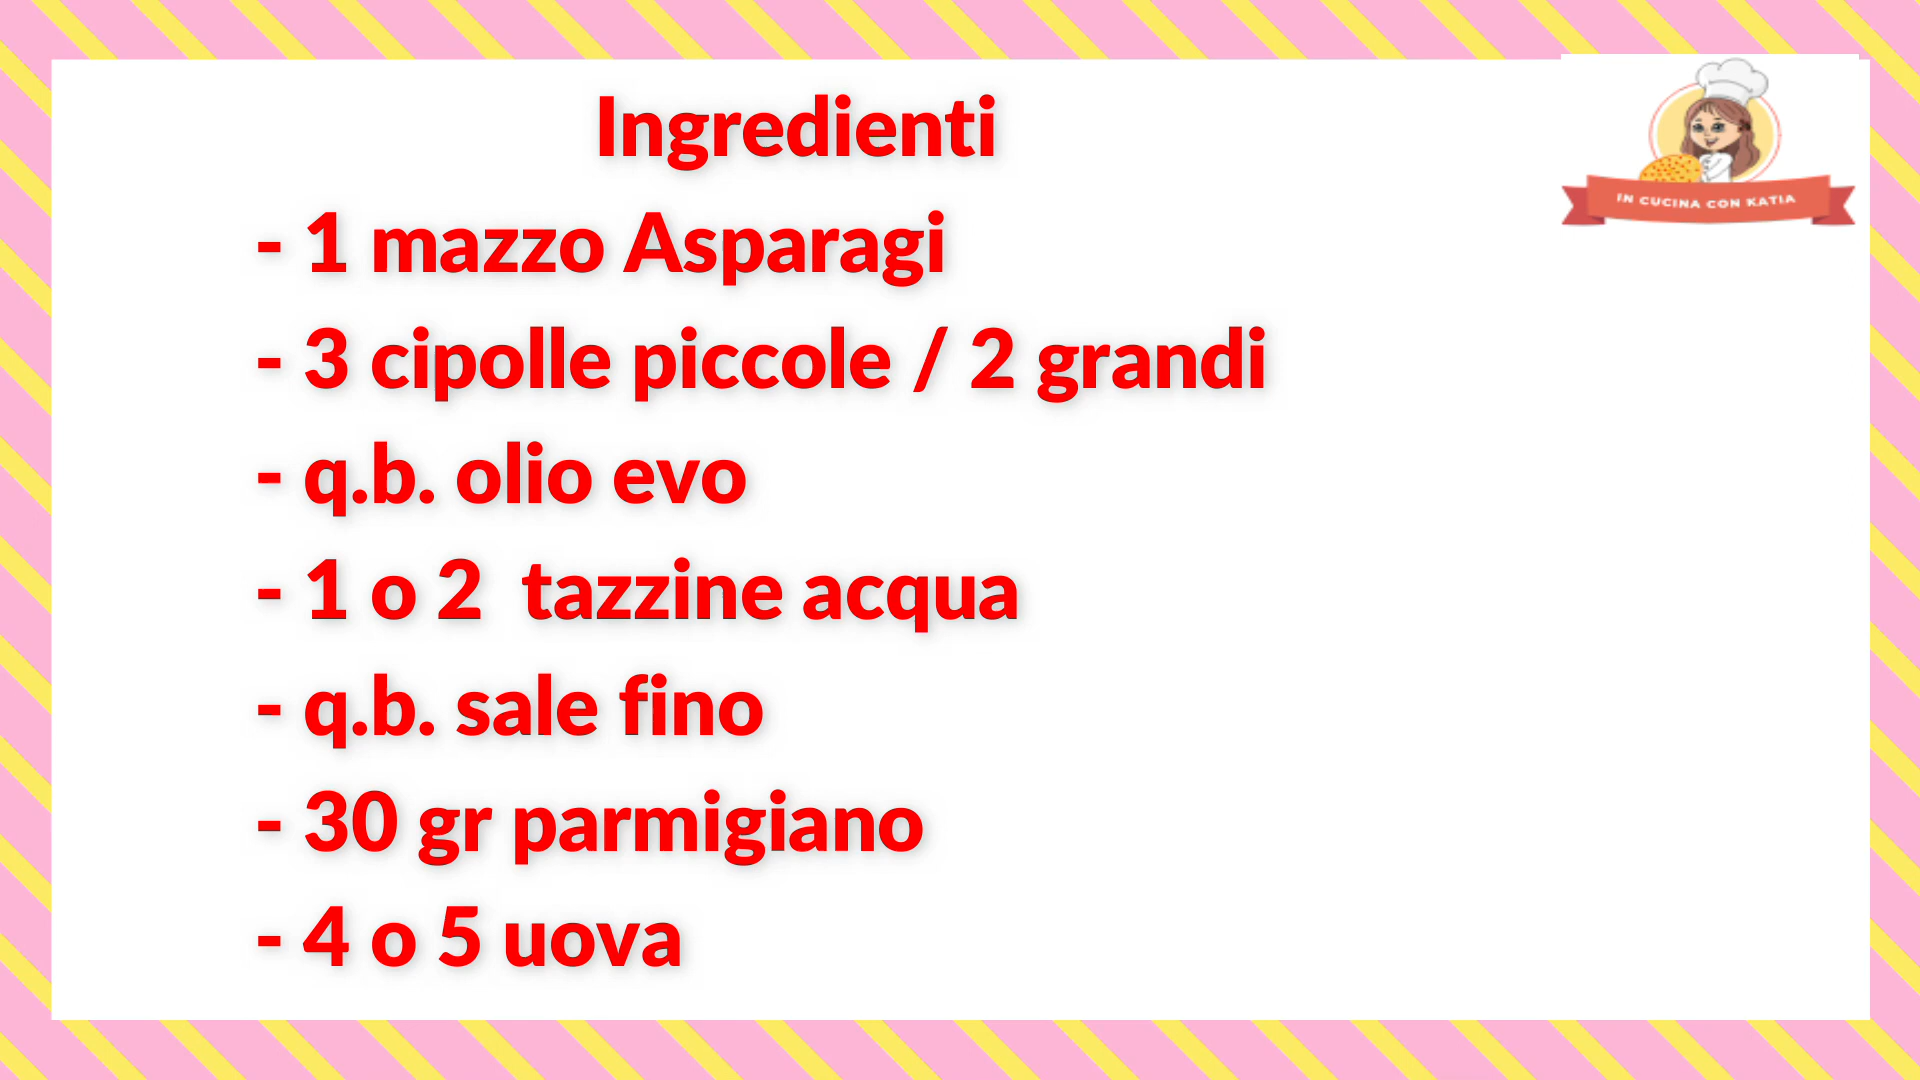 Ingredienti
IN CUCINA CON KATIA
- 1 mazzo Asparagi
- 3 cipolle piccole / 2 grandi
- q.b. olio evo
- 1 o 2  tazzine acqua
- q.b. sale fino
- 30 gr parmigiano
- 4 o 5 uova